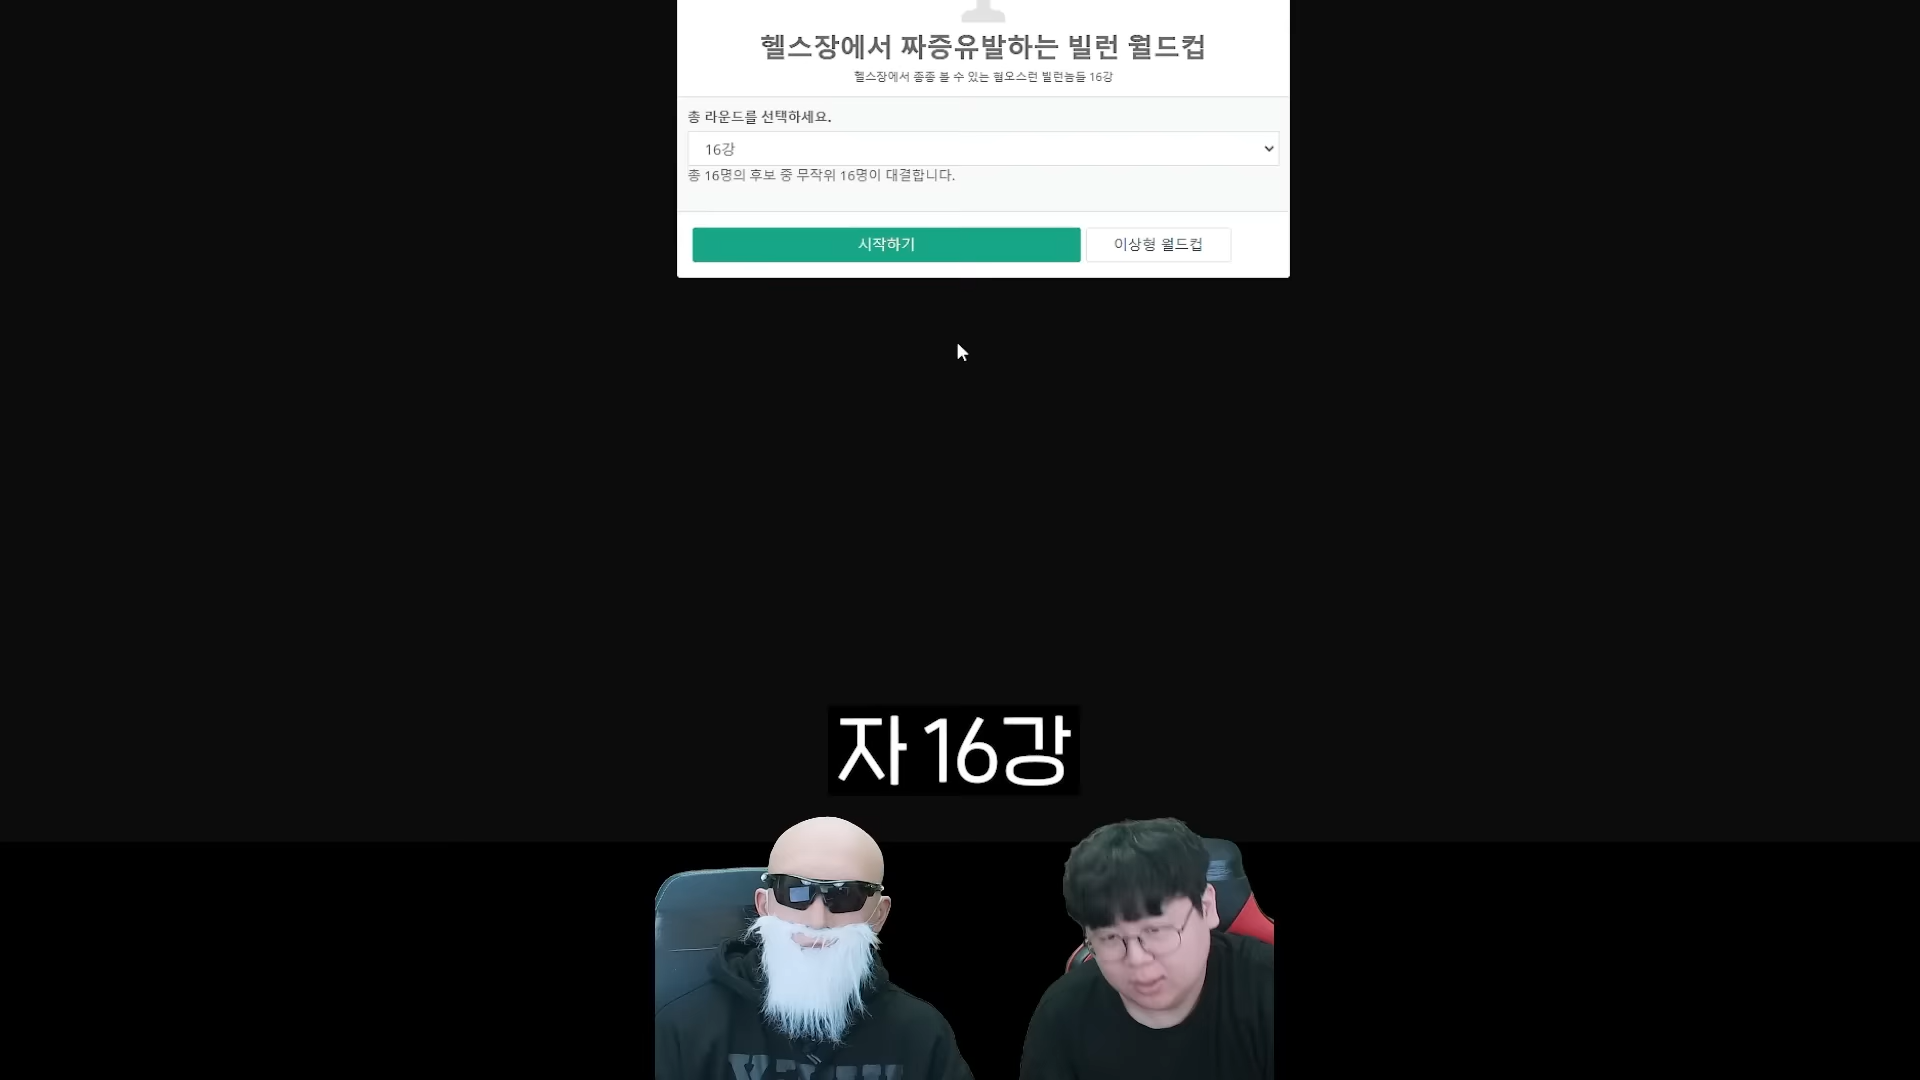 헬스장에서 짜증유발하는 빌런 월드컵
헬스장에서 종종 볼 수 있는 혐오스런 빌런놈들 16강
총 라운드를 선택하세요.
16강
총 16명의 후보 중 무작위 16명이 대결합니다.
시작하기
이상형 월드컵
자 16강